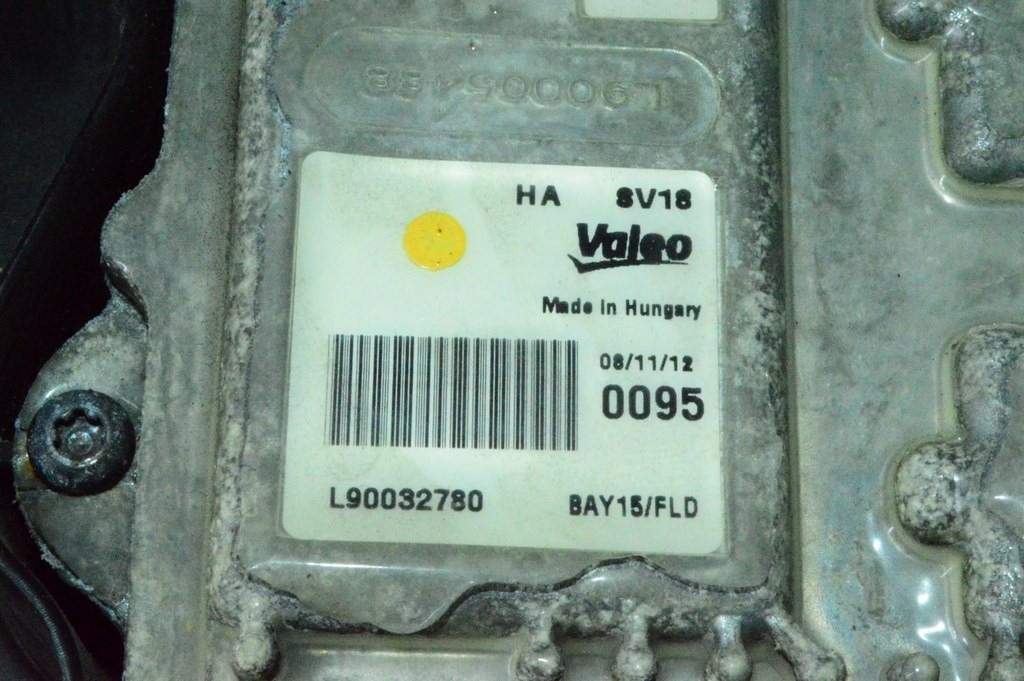 HA SV18
Valeo
Made in Hungary
08/11/12
0095
L90032780
BAY15/FLD